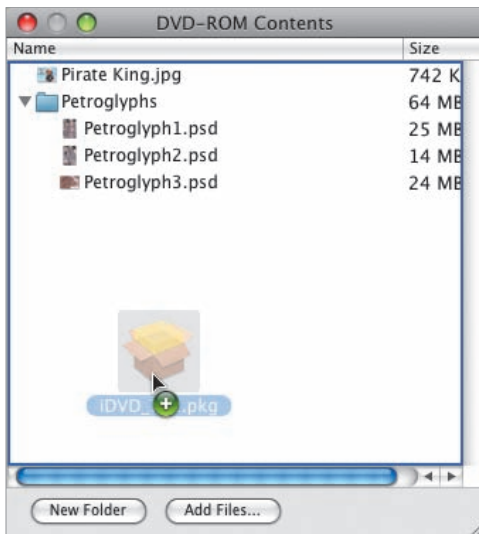 DVD-ROM Contents
Name Size
Pirate King.jpg 742 K
Petroglyphs 64 MB
Petroglyph1.psd 25 MB
Petroglyph2.psd 14 MB
Petroglyph3.psd 24 MB
iDVD_ .pkg
New Folder Add Files...